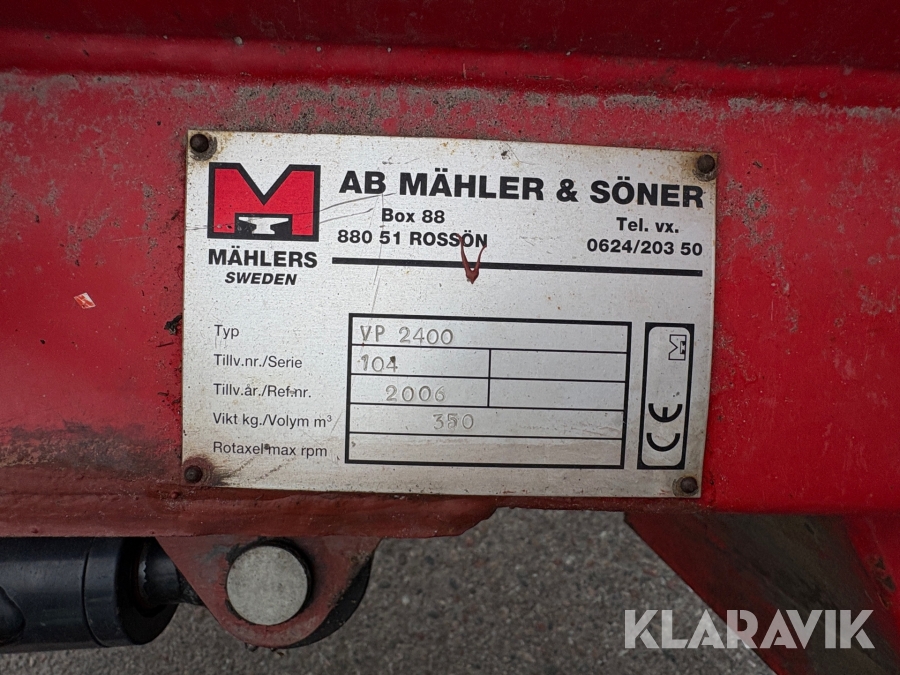 AB MÄHLER & SÖNER
Box 88
880 51 ROSSÖN
Tel. vx.
0624/203 50
M
MÄHLERS
SWEDEN
Typ VP 2400
Tillv.nr./Serie 104
Tillv.år./Ref.nr. 2006
Vikt kg./Volym m³ 350
Rotaxel max rpm
M
CE
KLARAVIK